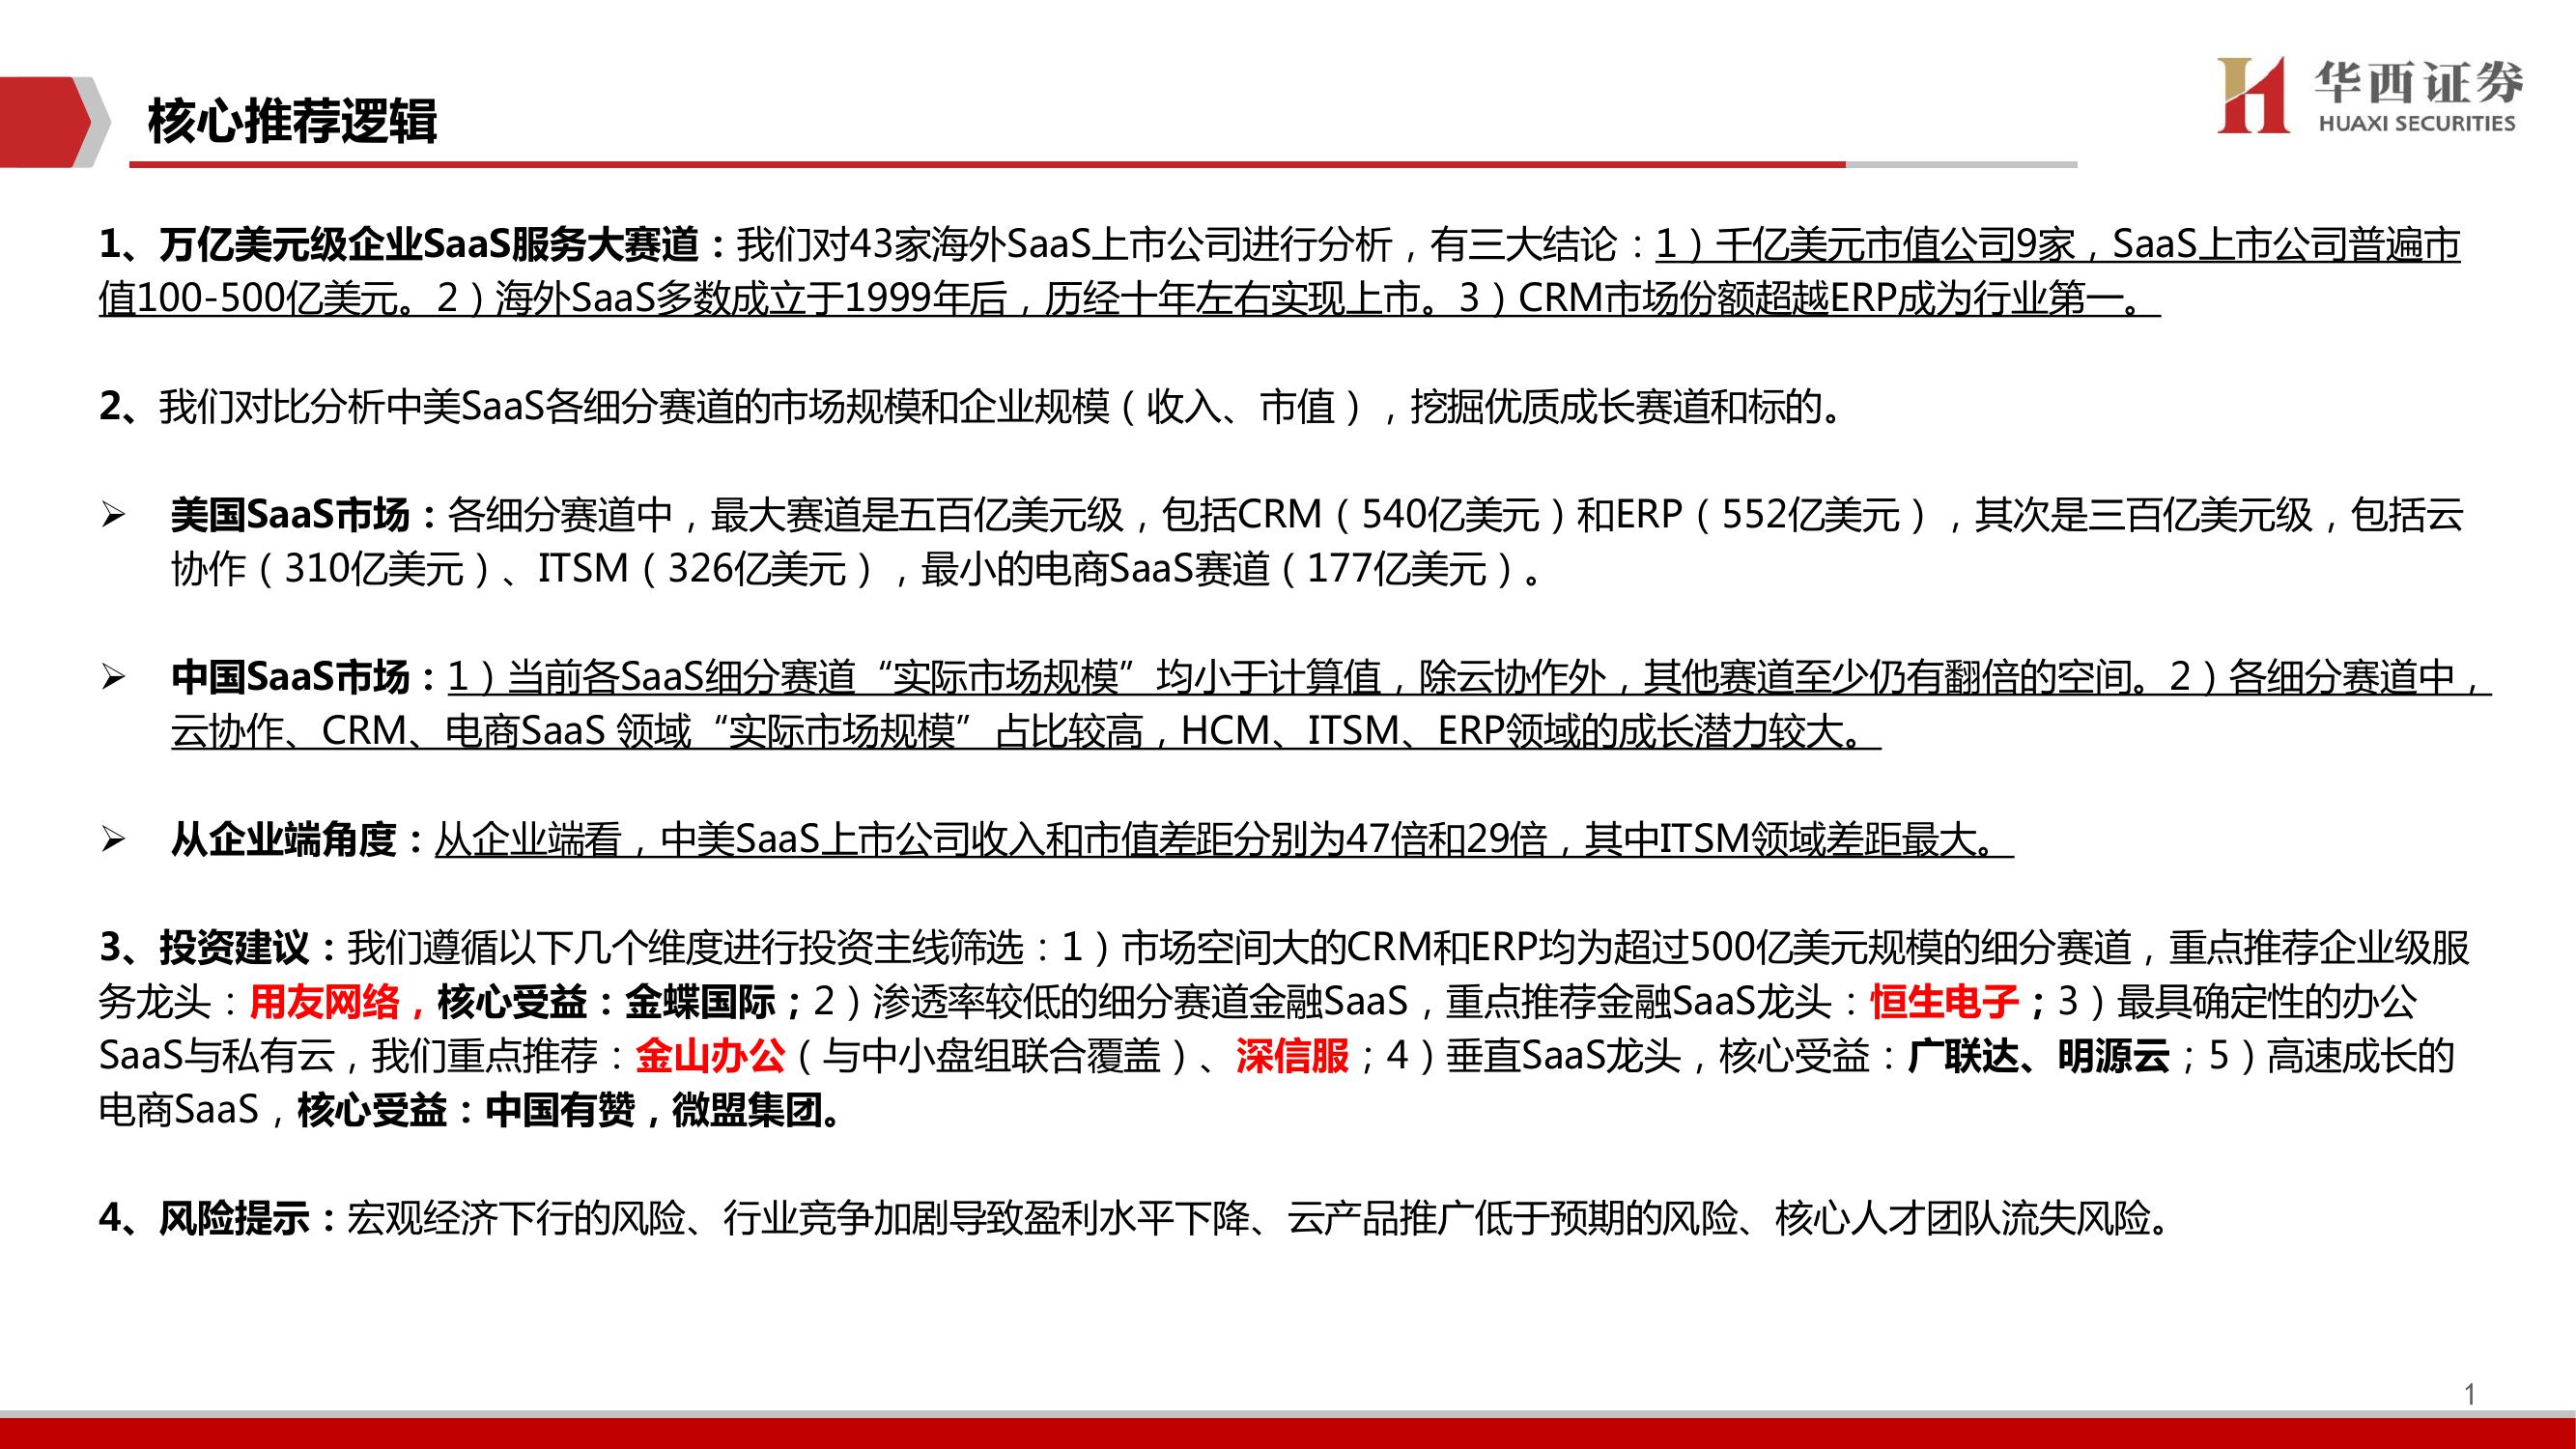 核心推荐逻辑
华西证券
HUAXI SECURITIES
1、万亿美元级企业SaaS服务大赛道：我们对43家海外SaaS上市公司进行分析，有三大结论：1）千亿美元市值公司9家，SaaS上市公司普遍市
值100-500亿美元。2）海外SaaS多数成立于1999年后，历经十年左右实现上市。3）CRM市场份额超越ERP成为行业第一。
2、我们对比分析中美SaaS各细分赛道的市场规模和企业规模（收入、市值），挖掘优质成长赛道和标的。
➢ 美国SaaS市场：各细分赛道中，最大赛道是五百亿美元级，包括CRM（540亿美元）和ERP（552亿美元），其次是三百亿美元级，包括云
协作（310亿美元）、ITSM（326亿美元），最小的电商SaaS赛道（177亿美元）。
➢ 中国SaaS市场：1）当前各SaaS细分赛道“实际市场规模”均小于计算值，除云协作外，其他赛道至少仍有翻倍的空间。2）各细分赛道中，
云协作、CRM、电商SaaS 领域“实际市场规模”占比较高，HCM、ITSM、ERP领域的成长潜力较大。
➢ 从企业端角度：从企业端看，中美SaaS上市公司收入和市值差距分别为47倍和29倍，其中ITSM领域差距最大。
3、投资建议：我们遵循以下几个维度进行投资主线筛选：1）市场空间大的CRM和ERP均为超过500亿美元规模的细分赛道，重点推荐企业级服
务龙头：用友网络，核心受益：金蝶国际；2）渗透率较低的细分赛道金融SaaS，重点推荐金融SaaS龙头：恒生电子；3）最具确定性的办公
SaaS与私有云，我们重点推荐：金山办公（与中小盘组联合覆盖）、深信服；4）垂直SaaS龙头，核心受益：广联达、明源云；5）高速成长的
电商SaaS，核心受益：中国有赞，微盟集团。
4、风险提示：宏观经济下行的风险、行业竞争加剧导致盈利水平下降、云产品推广低于预期的风险、核心人才团队流失风险。
1